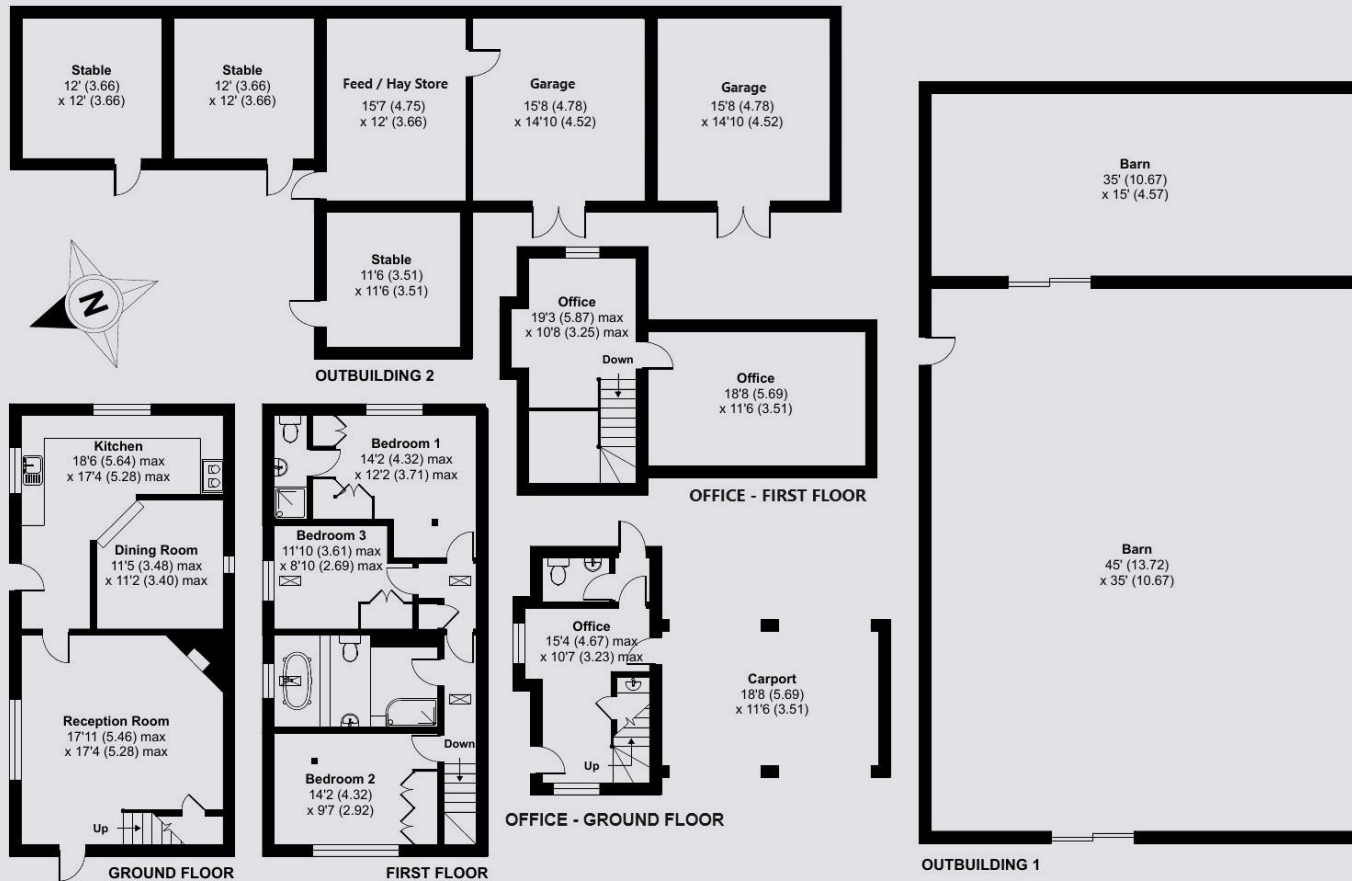 Stable
12' (3.66)
x 12' (3.66)
Stable
12' (3.66)
x 12' (3.66)
Feed / Hay Store
15'7 (4.75)
x 12' (3.66)
Garage
15'8 (4.78)
x 14'10 (4.52)
Garage
15'8 (4.78)
x 14'10 (4.52)
Barn
35' (10.67)
x 15' (4.57)
N
Stable
11'6 (3.51)
x 11'6 (3.51)
OUTBUILDING 2
Office
19'3 (5.87) max
x 10'8 (3.25) max
Down
Office
18'8 (5.69)
x 11'6 (3.51)
OFFICE - FIRST FLOOR
Kitchen
18'6 (5.64) max
x 17'4 (5.28) max
Dining Room
11'5 (3.48) max
x 11'2 (3.40) max
Reception Room
17'11 (5.46) max
x 17'4 (5.28) max
Up
GROUND FLOOR
Bedroom 1
14'2 (4.32) max
x 12'2 (3.71) max
Bedroom 3
11'10 (3.61) max
x 8'10 (2.69) max
Down
Bedroom 2
14'2 (4.32)
x 9'7 (2.92)
FIRST FLOOR
Office
15'4 (4.67) max
x 10'7 (3.23) max
Up
OFFICE - GROUND FLOOR
Carport
18'8 (5.69)
x 11'6 (3.51)
Barn
45' (13.72)
x 35' (10.67)
OUTBUILDING 1